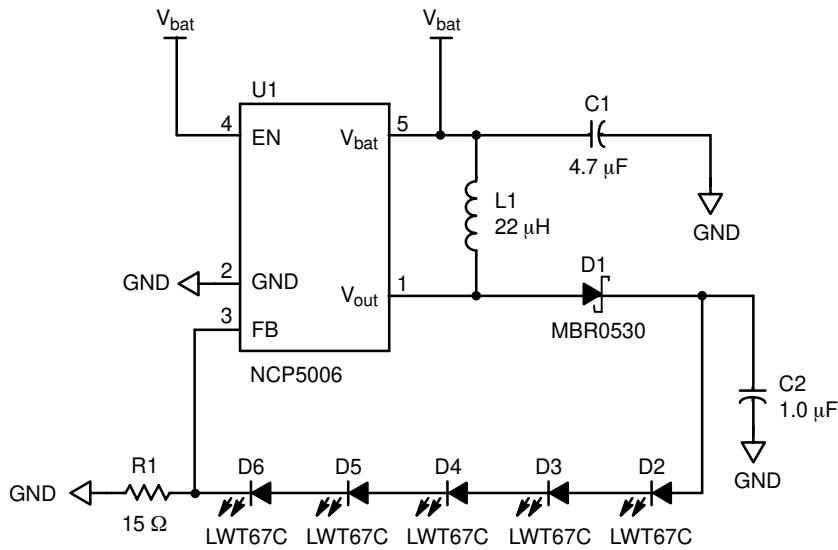 Vbat
Vbat
U1
C1
4
EN
Vbat
5
4.7 μF
L1
22 μH
GND
GND
2
GND
Vout
1
D1
3
FB
MBR0530
NCP5006
C2
1.0 μF
GND
GND
R1
15 Ω
D6
D5
D4
D3
D2
LWT67C
LWT67C
LWT67C
LWT67C
LWT67C